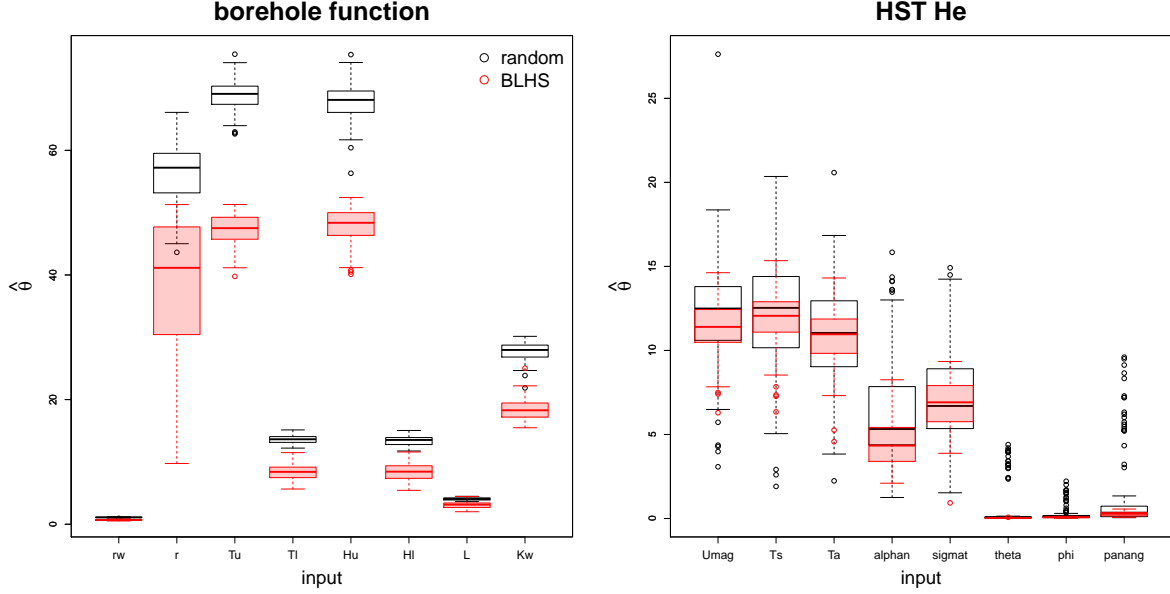 borehole function
HST He
random
BLHS
θ̂
0
20
40
60
rw
r
Tu
Tl
Hu
Hl
L
Kw
input
θ̂
0
5
10
15
20
25
Umag
Ts
Ta
alphan
sigmat
theta
phi
panang
input